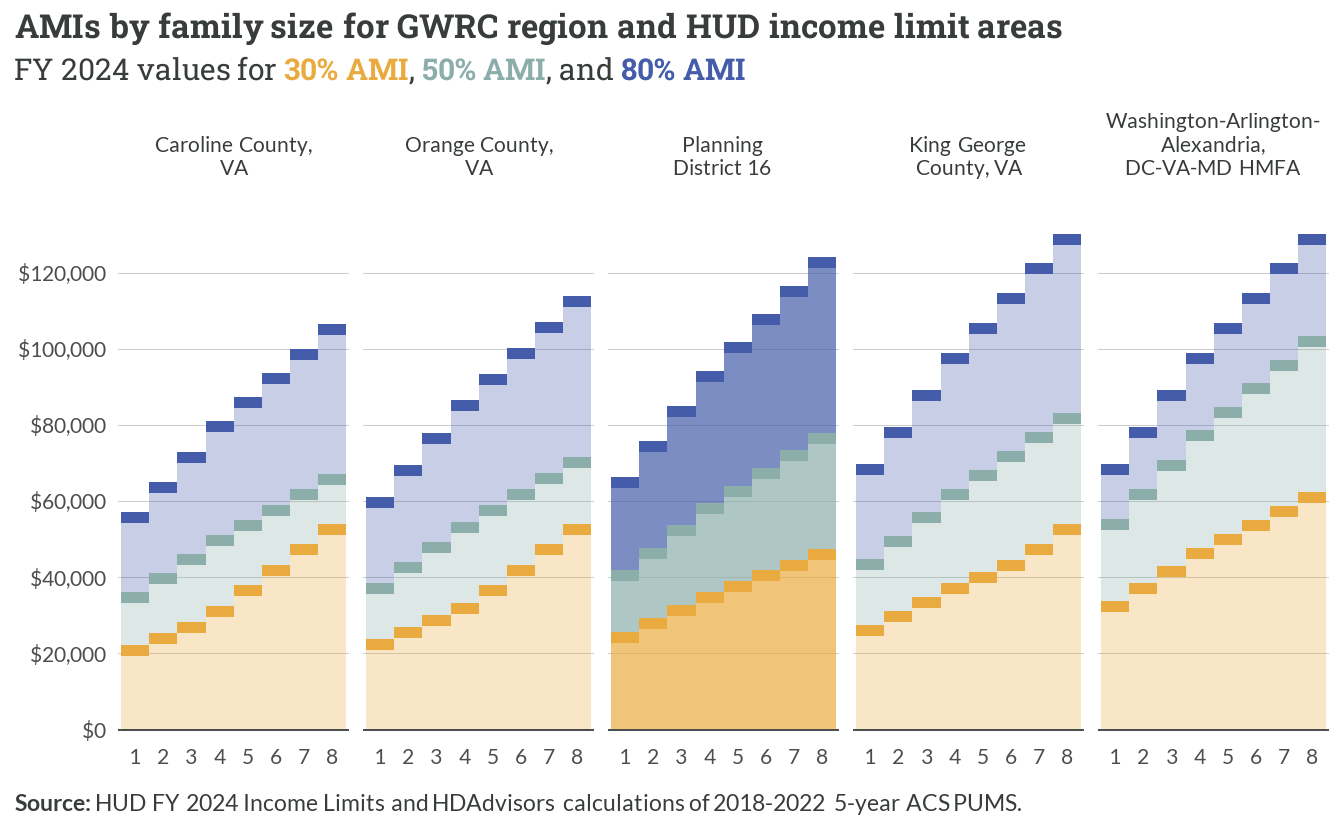 AMIs by family size for GWRC region and HUD income limit areas
FY 2024 values for 30% AMI, 50% AMI, and 80% AMI
Caroline County,
VA
Orange County,
VA
Planning
District 16
King George
County, VA
Washington-Arlington-
Alexandria,
DC-VA-MD HMFA
$120,000
$100,000
$80,000
$60,000
$40,000
$20,000
$0
1 2 3 4 5 6 7 8
1 2 3 4 5 6 7 8
1 2 3 4 5 6 7 8
1 2 3 4 5 6 7 8
1 2 3 4 5 6 7 8
Source: HUD FY 2024 Income Limits and HDAdvisors calculations of 2018-2022 5-year ACS PUMS.